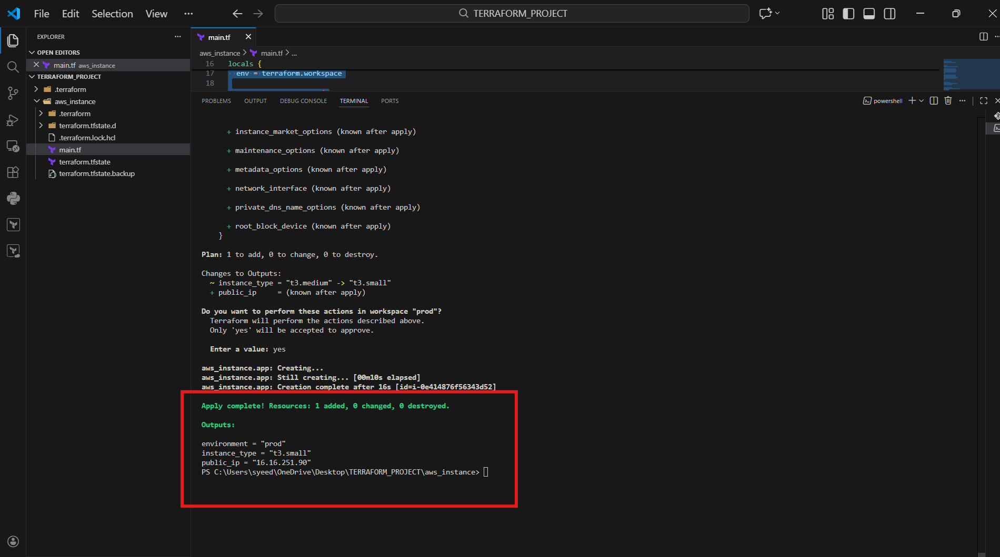 File Edit Selection View ···
TERRAFORM_PROJECT
EXPLORER ···
OPEN EDITORS
main.tf aws_instance
TERRAFORM_PROJECT
.terraform
aws_instance
.terraform
terraform.tfstate.d
.terraform.lock.hcl
main.tf
terraform.tfstate
terraform.tfstate.backup
main.tf
aws_instance > main.tf > ...
16 locals {
17 env = terraform.workspace
18
PROBLEMS OUTPUT DEBUG CONSOLE TERMINAL PORTS
powershell
+ instance_market_options (known after apply)
+ maintenance_options (known after apply)
+ metadata_options (known after apply)
+ network_interface (known after apply)
+ private_dns_name_options (known after apply)
+ root_block_device (known after apply)
}
Plan: 1 to add, 0 to change, 0 to destroy.
Changes to Outputs:
~ instance_type = "t3.medium" -> "t3.small"
+ public_ip     = (known after apply)
Do you want to perform these actions in workspace "prod"?
Terraform will perform the actions described above.
Only 'yes' will be accepted to approve.
Enter a value: yes
aws_instance.app: Creating...
aws_instance.app: Still creating... [00m10s elapsed]
aws_instance.app: Creation complete after 16s [id=i-0e414876f56343d52]
Apply complete! Resources: 1 added, 0 changed, 0 destroyed.
Outputs:
environment = "prod"
instance_type = "t3.small"
public_ip = "16.16.251.90"
PS C:\Users\syeed\OneDrive\Desktop\TERRAFORM_PROJECT\aws_instance>